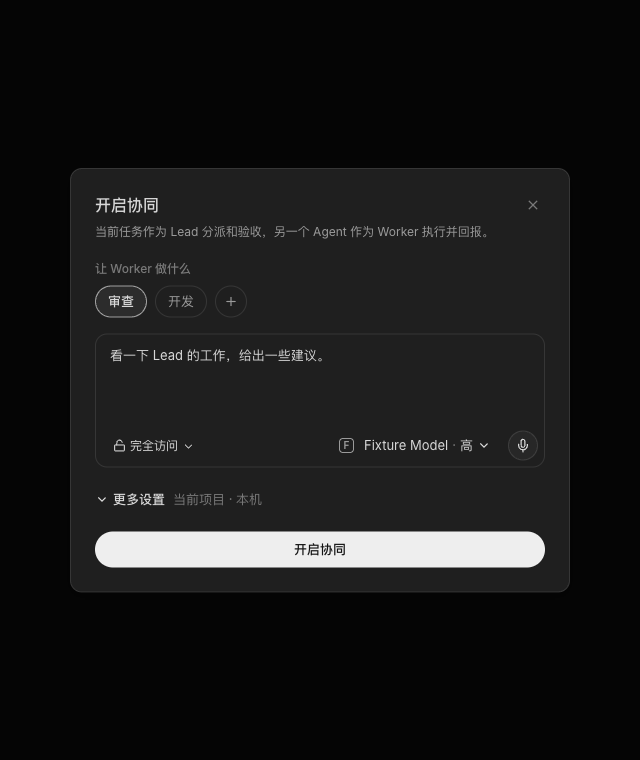 开启协同
当前任务作为 Lead 分派和验收，另一个 Agent 作为 Worker 执行并回报。
让 Worker 做什么
审查 开发 +
看一下 Lead 的工作，给出一些建议。
完全访问 F Fixture Model · 高
更多设置 当前项目 · 本机
开启协同